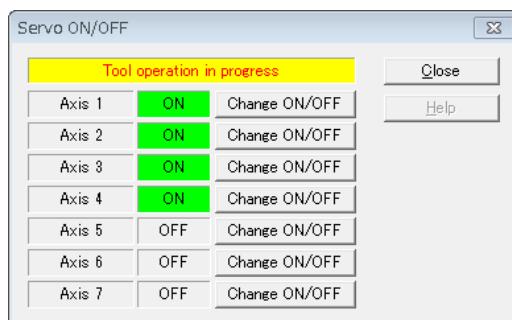 Servo ON/OFF
Tool operation in progress
Close
Axis 1 ON Change ON/OFF
Help
Axis 2 ON Change ON/OFF
Axis 3 ON Change ON/OFF
Axis 4 ON Change ON/OFF
Axis 5 OFF Change ON/OFF
Axis 6 OFF Change ON/OFF
Axis 7 OFF Change ON/OFF